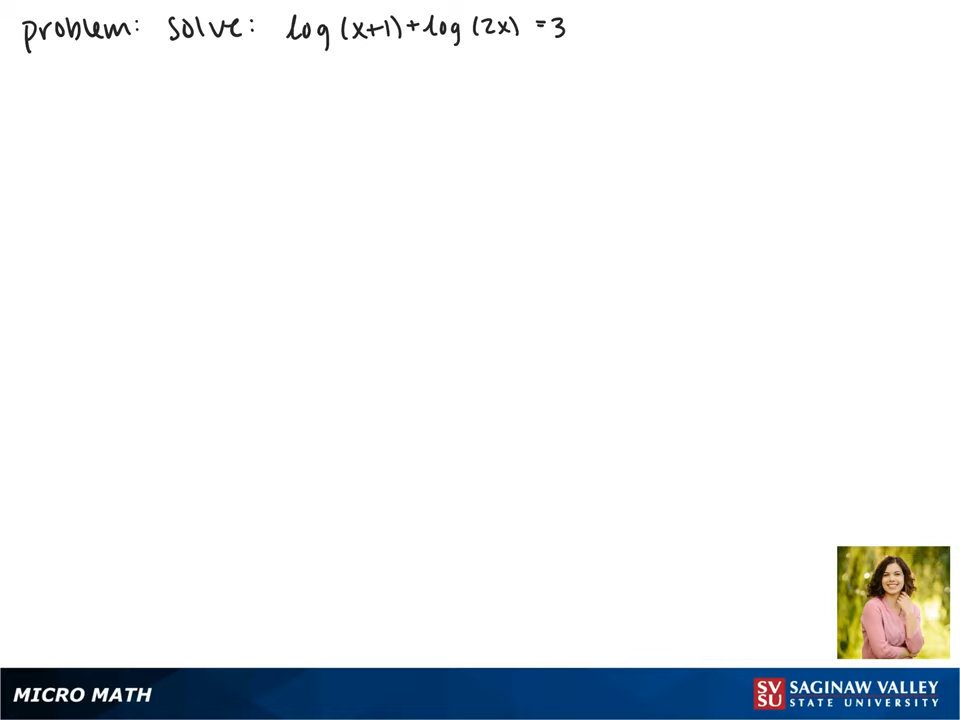 problem: solve: log (x+1) + log (2x) = 3
MICRO MATH
SV
SU
SAGINAW VALLEY
STATE UNIVERSITY